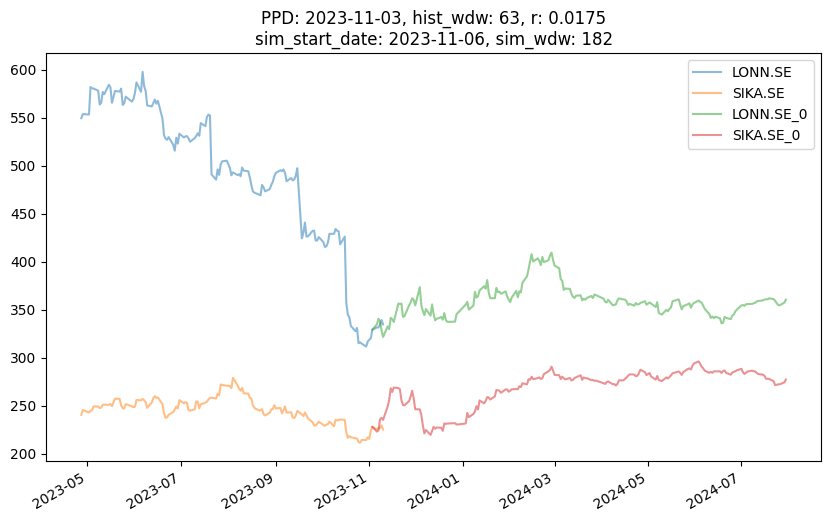 PPD: 2023-11-03, hist_wdw: 63, r: 0.0175
sim_start_date: 2023-11-06, sim_wdw: 182
LONN.SE
SIKA.SE
LONN.SE_0
SIKA.SE_0
600
550
500
450
400
350
300
250
200
2023-05
2023-07
2023-09
2023-11
2024-01
2024-03
2024-05
2024-07